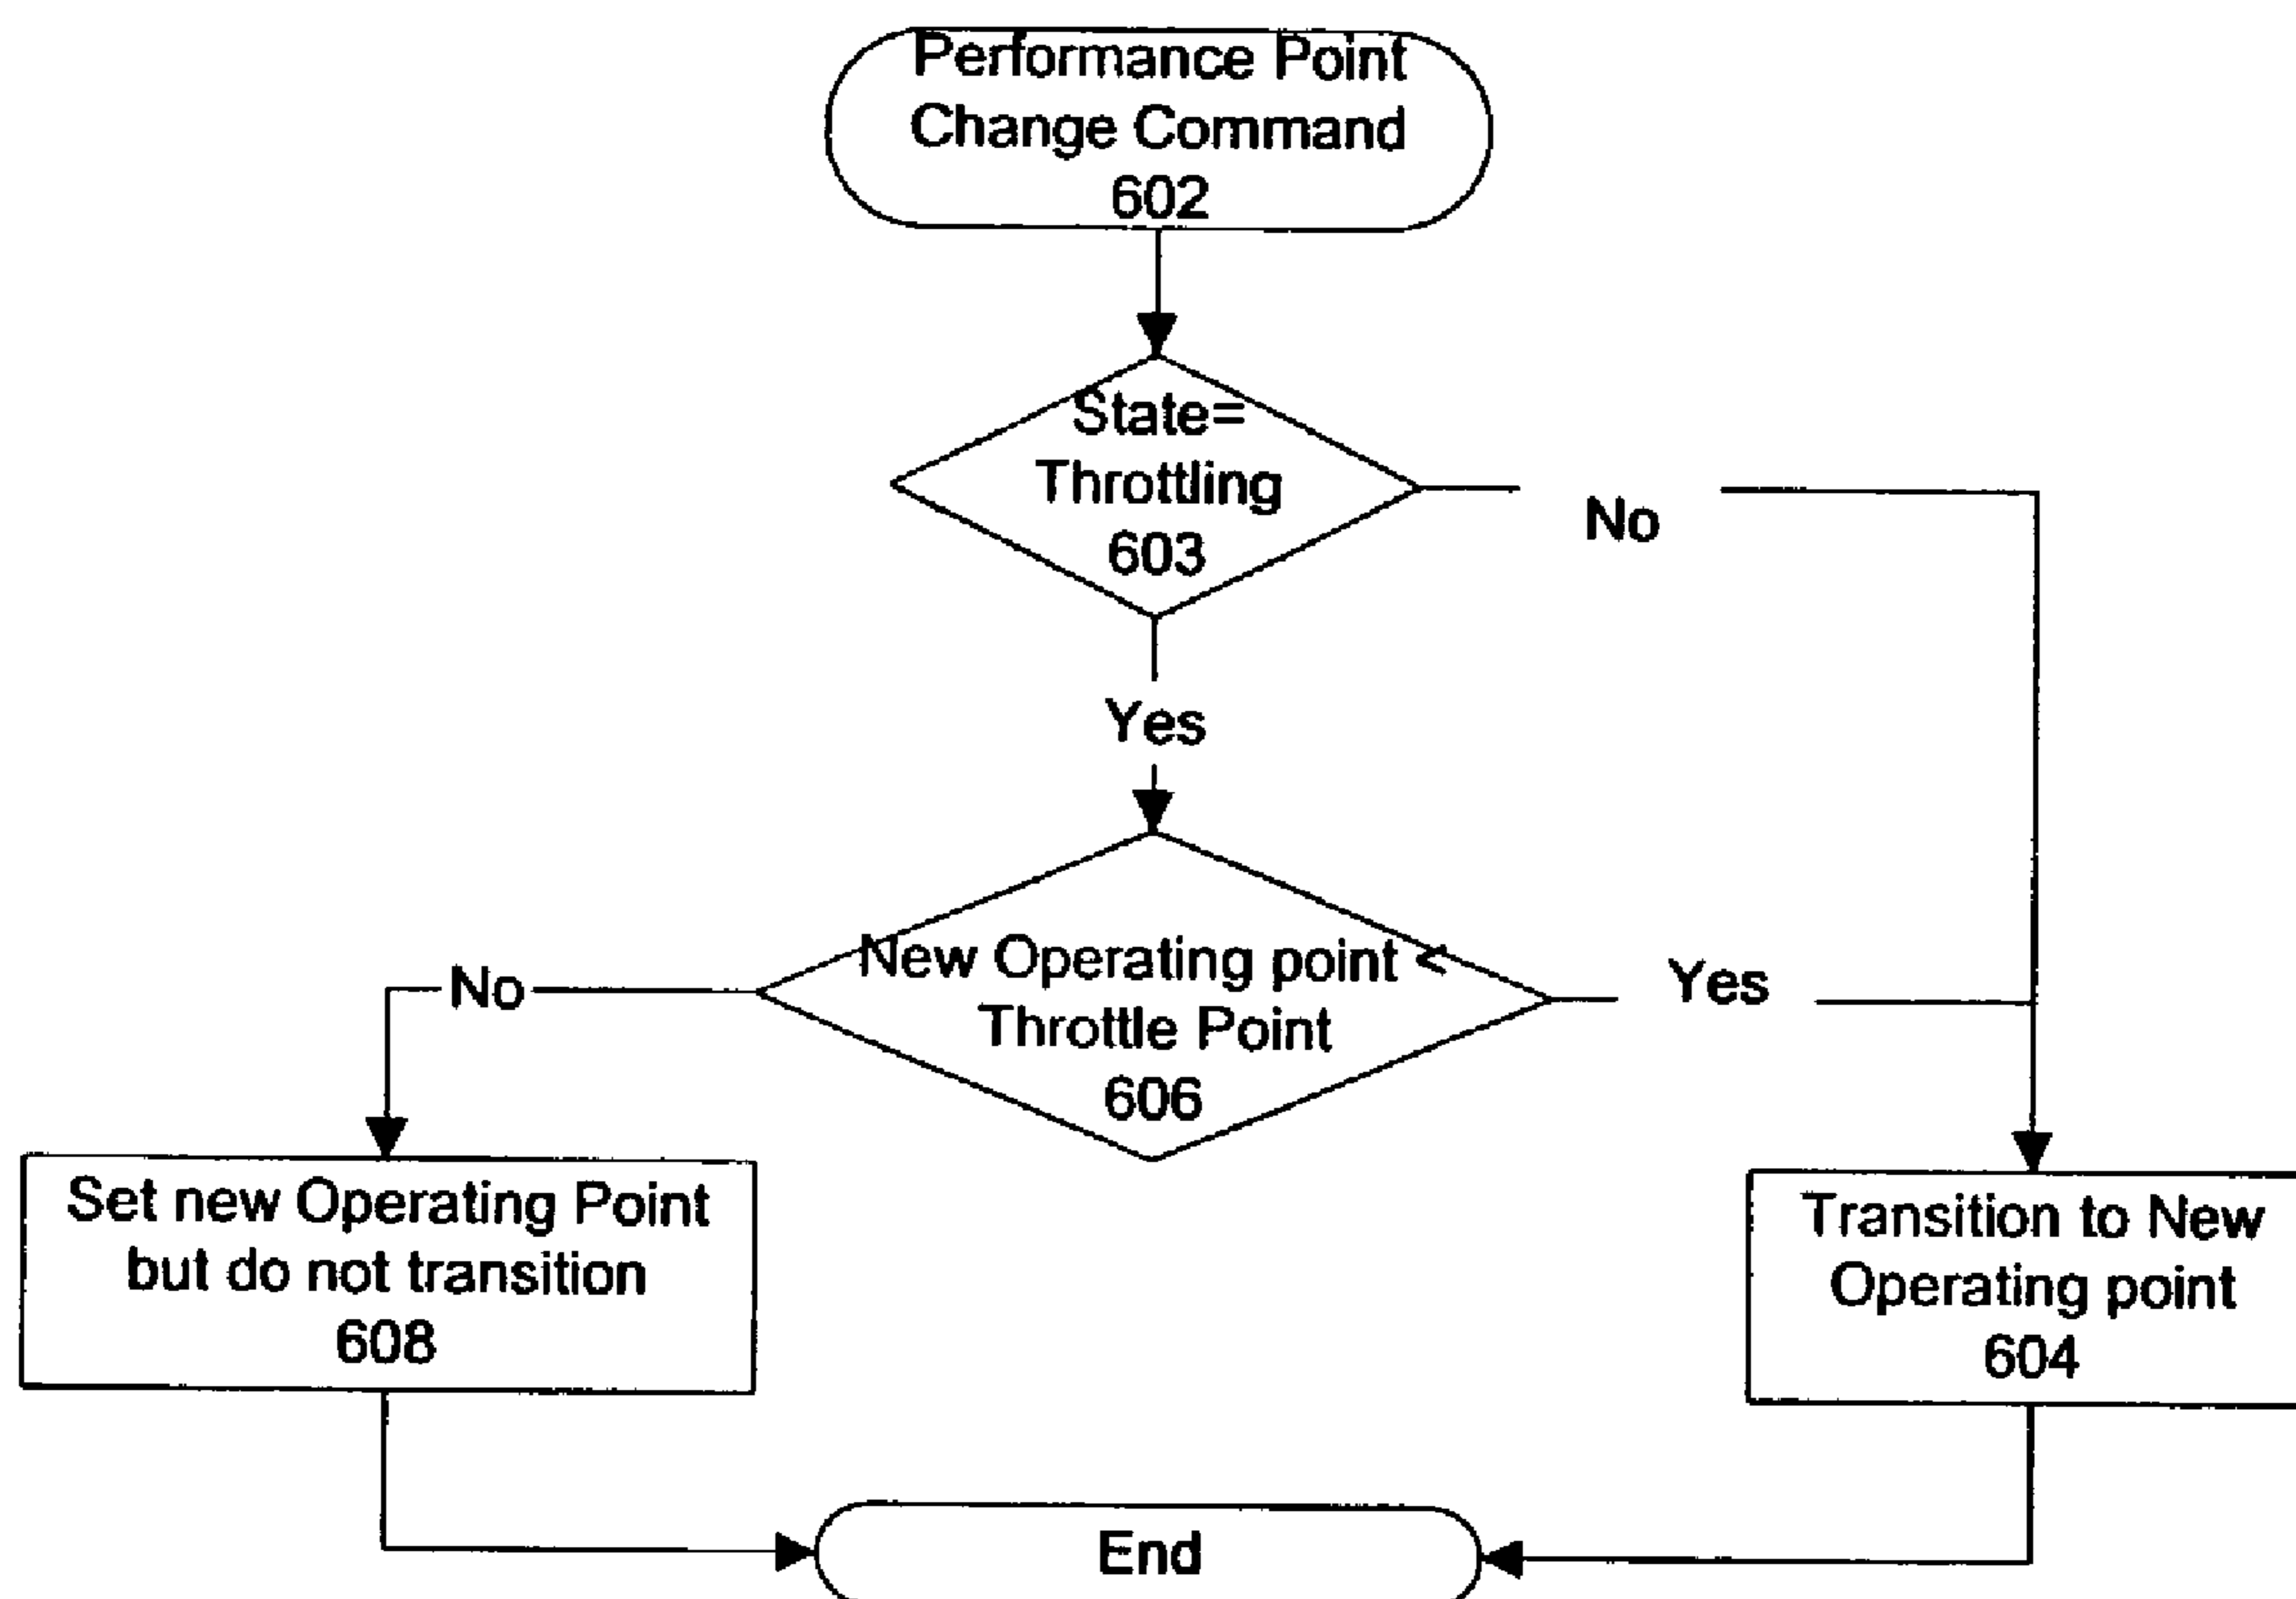 Performance Point
Change Command
602
State=
Throttling
603
No
Yes
New Operating point <
Throttle Point
606
No
Yes
Set new Operating Point
but do not transition
608
Transition to New
Operating point
604
End